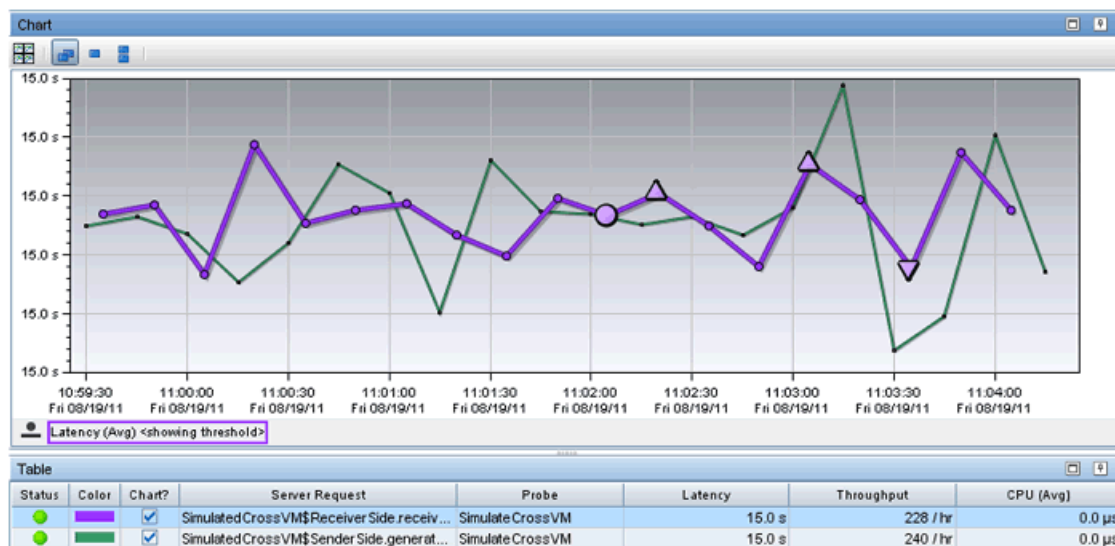 Chart
15.0 s
15.0 s
15.0 s
15.0 s
15.0 s
15.0 s
10:59:30 11:00:00 11:00:30 11:01:00 11:01:30 11:02:00 11:02:30 11:03:00 11:03:30 11:04:00
Fri 08/19/11 Fri 08/19/11 Fri 08/19/11 Fri 08/19/11 Fri 08/19/11 Fri 08/19/11 Fri 08/19/11 Fri 08/19/11 Fri 08/19/11 Fri 08/19/11
Latency (Avg) <showing threshold>
Table
Status Color Chart? Server Request Probe Latency Throughput CPU (Avg)
SimulatedCrossVM$ReceiverSide.receiv... SimulateCrossVM 15.0 s 228 / hr 0.0 µs
SimulatedCrossVM$SenderSide.generat... SimulateCrossVM 15.0 s 240 / hr 0.0 µs